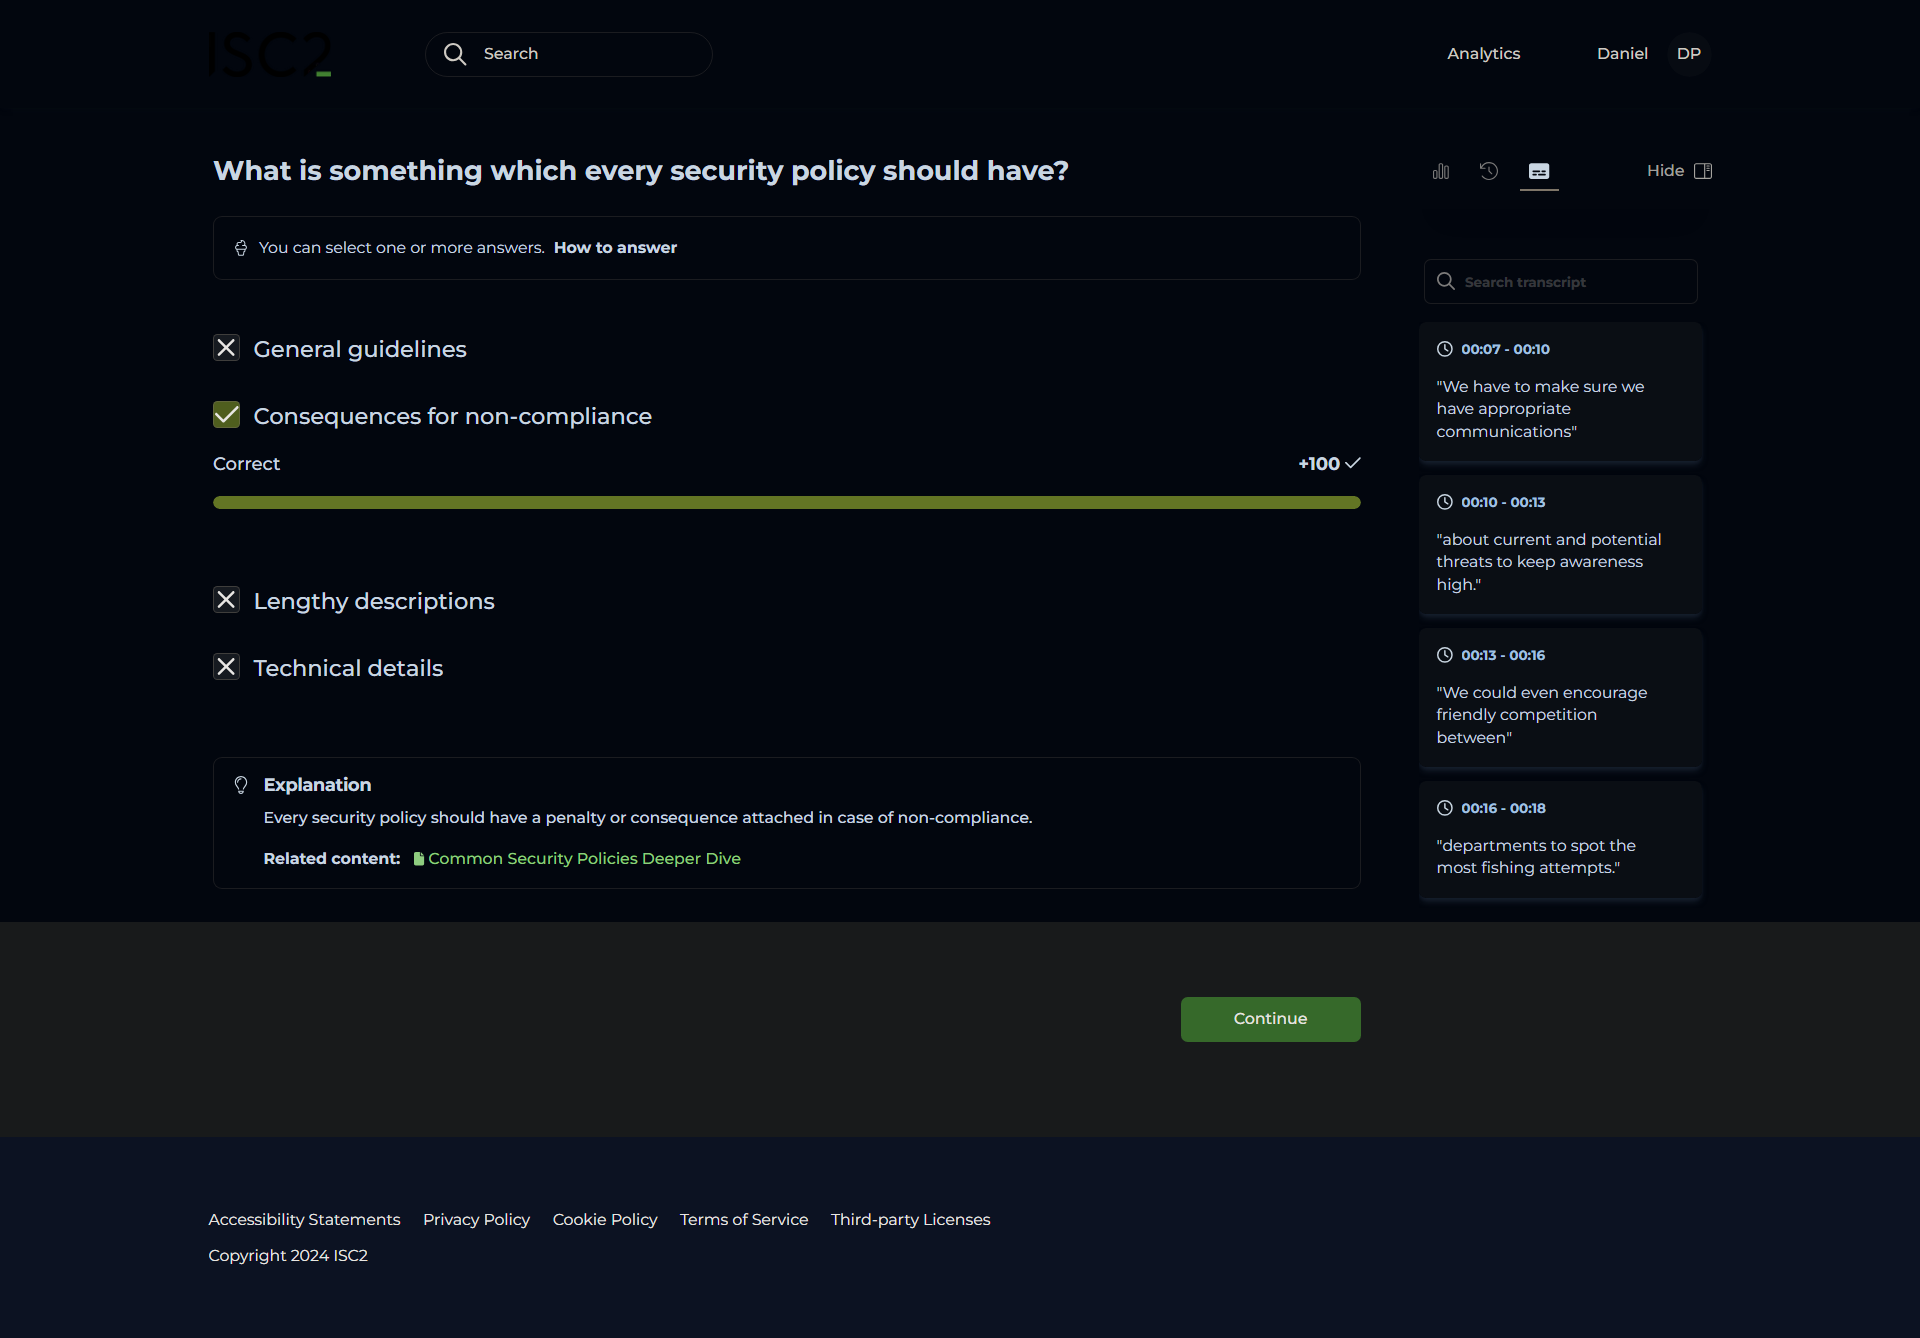 ISC2
Search
Analytics
Daniel
DP
What is something which every security policy should have?
You can select one or more answers. How to answer
General guidelines
Consequences for non-compliance
Correct
+100
Lengthy descriptions
Technical details
Explanation
Every security policy should have a penalty or consequence attached in case of non-compliance.
Related content: Common Security Policies Deeper Dive
Hide
Search transcript
00:07 - 00:10
"We have to make sure we
have appropriate
communications"
00:10 - 00:13
"about current and potential
threats to keep awareness
high."
00:13 - 00:16
"We could even encourage
friendly competition
between"
00:16 - 00:18
"departments to spot the
most fishing attempts."
Continue
Accessibility Statements Privacy Policy Cookie Policy Terms of Service Third-party Licenses
Copyright 2024 ISC2